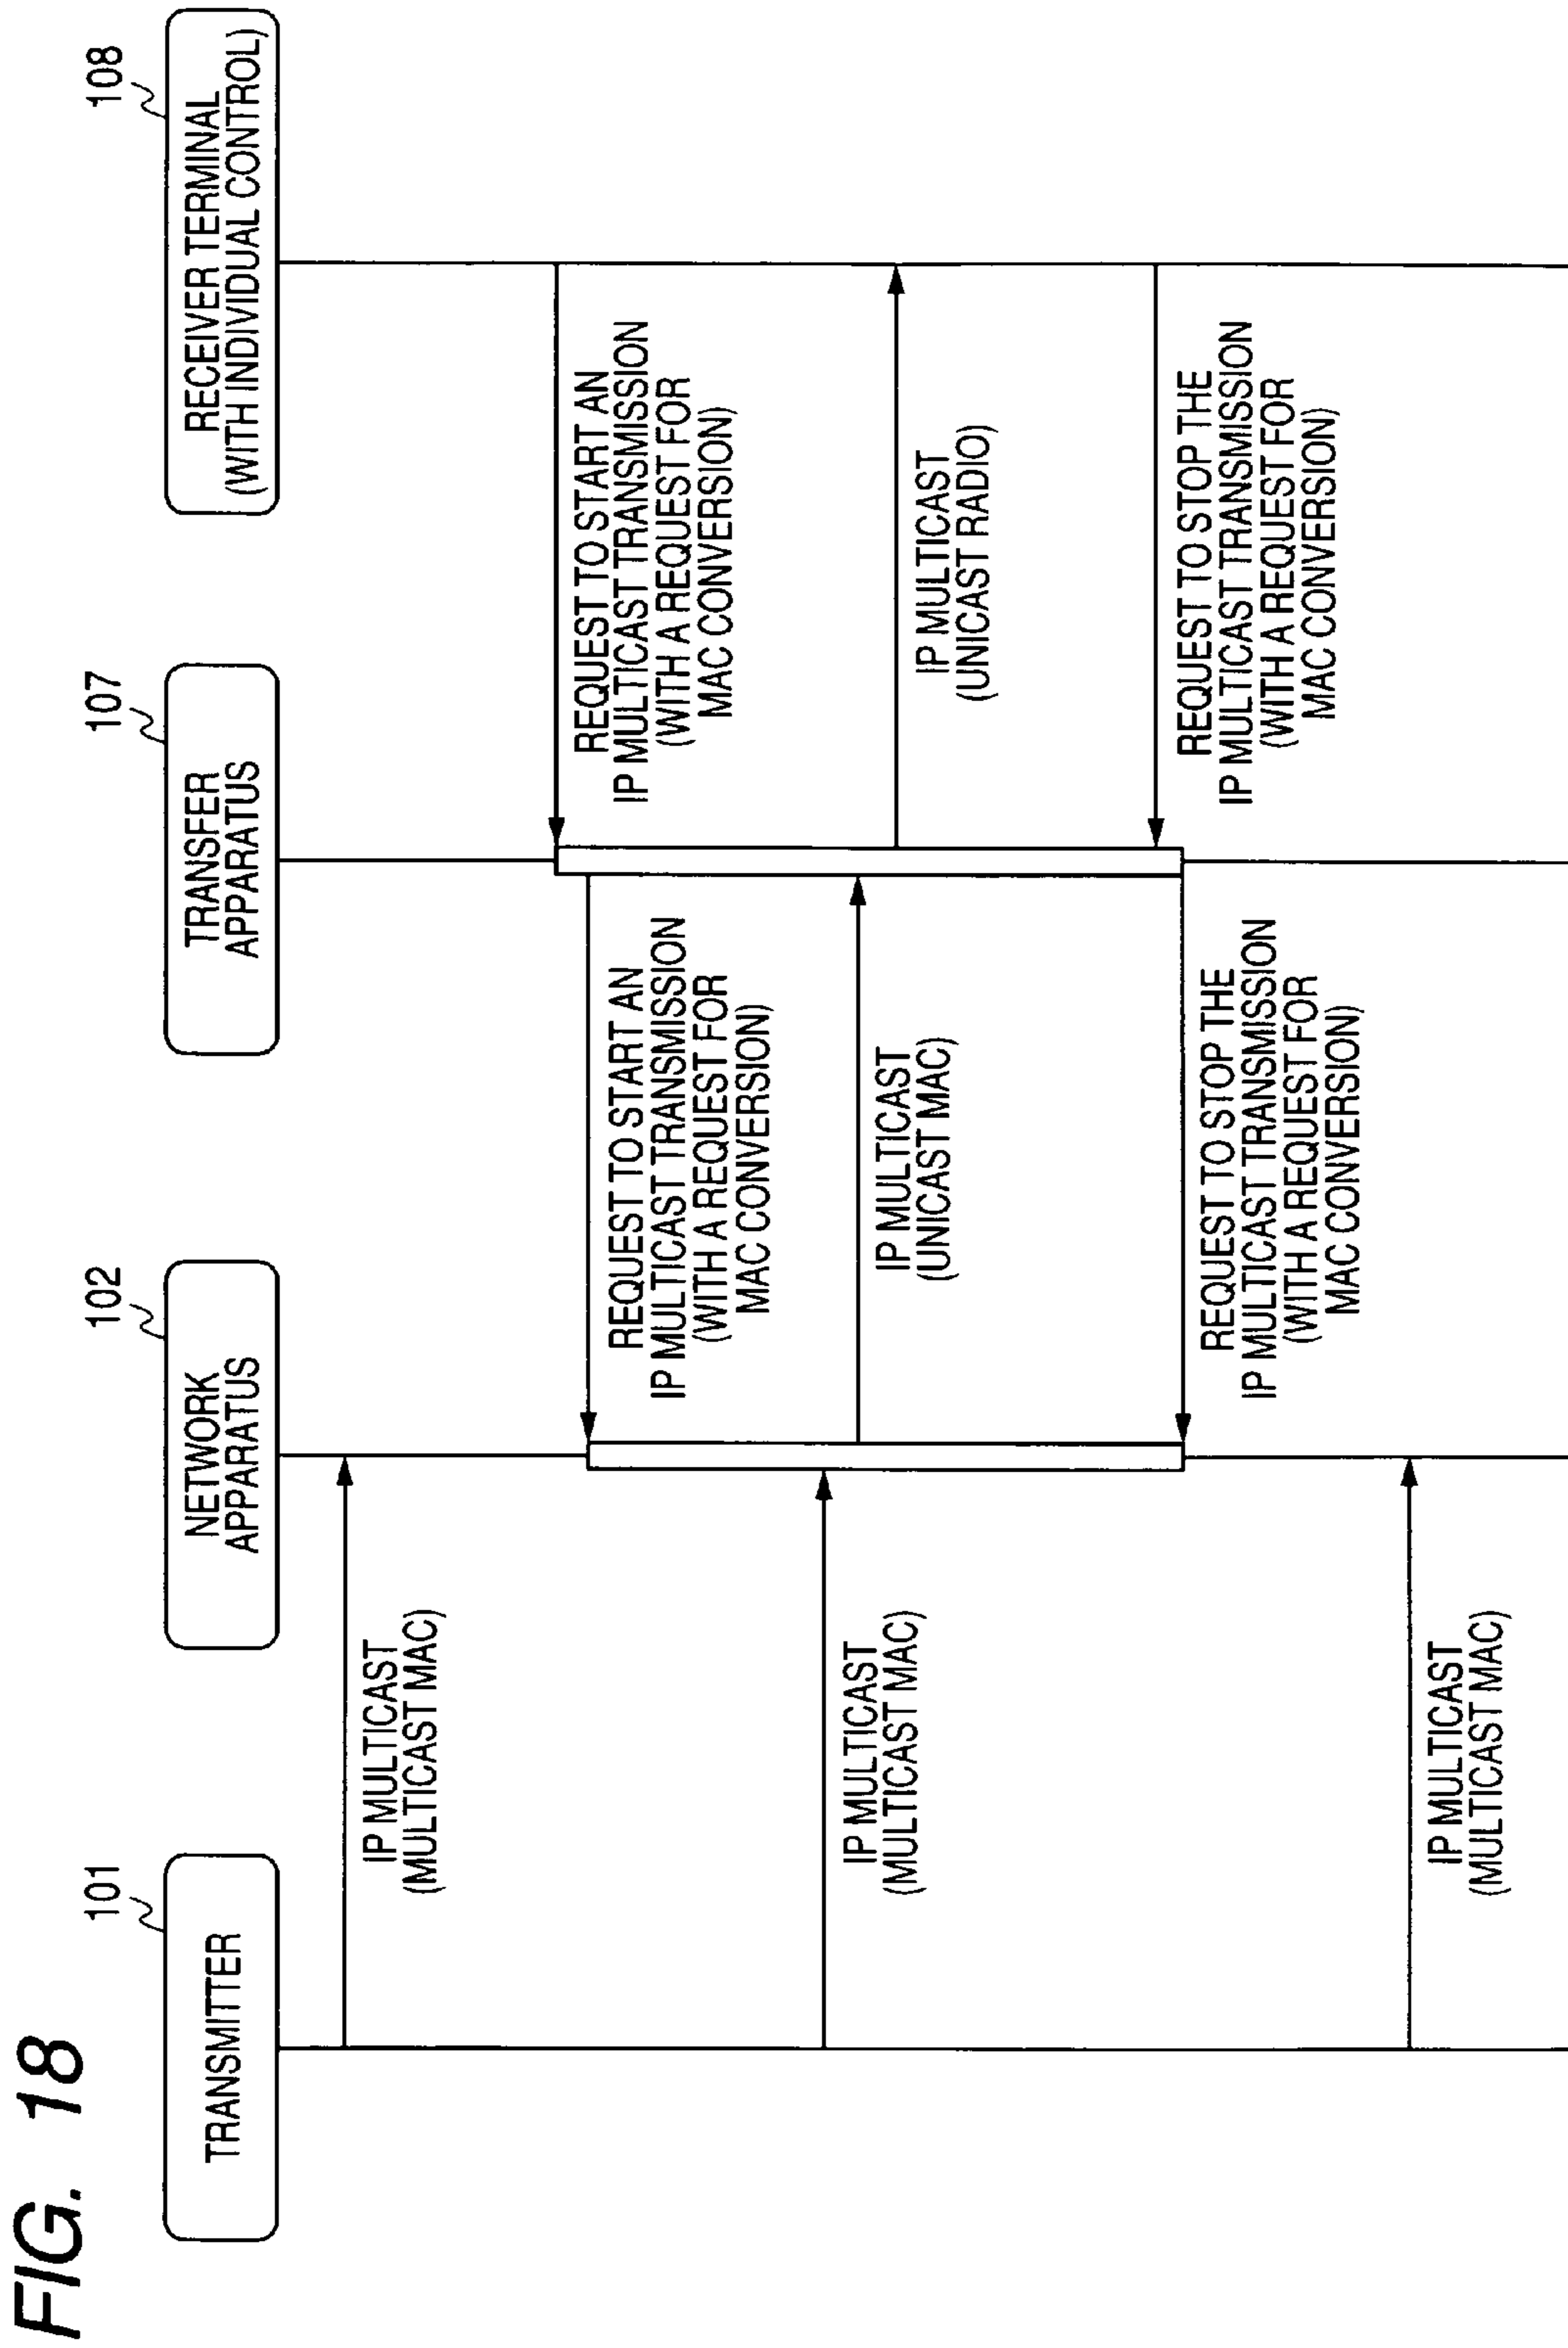 FIG. 18
101
TRANSMITTER
102
NETWORK
APPARATUS
107
TRANSFER
APPARATUS
108
RECEIVER TERMINAL
(WITH INDIVIDUAL CONTROL)
IP MULTICAST
(MULTICAST MAC)
REQUEST TO START AN
IP MULTICAST TRANSMISSION
(WITH A REQUEST FOR
MAC CONVERSION)
REQUEST TO START AN
IP MULTICAST TRANSMISSION
(WITH A REQUEST FOR
MAC CONVERSION)
IP MULTICAST
(MULTICAST MAC)
IP MULTICAST
(UNICAST MAC)
IP MULTICAST
(UNICAST RADIO)
REQUEST TO STOP THE
IP MULTICAST TRANSMISSION
(WITH A REQUEST FOR
MAC CONVERSION)
REQUEST TO STOP THE
IP MULTICAST TRANSMISSION
(WITH A REQUEST FOR
MAC CONVERSION)
IP MULTICAST
(MULTICAST MAC)